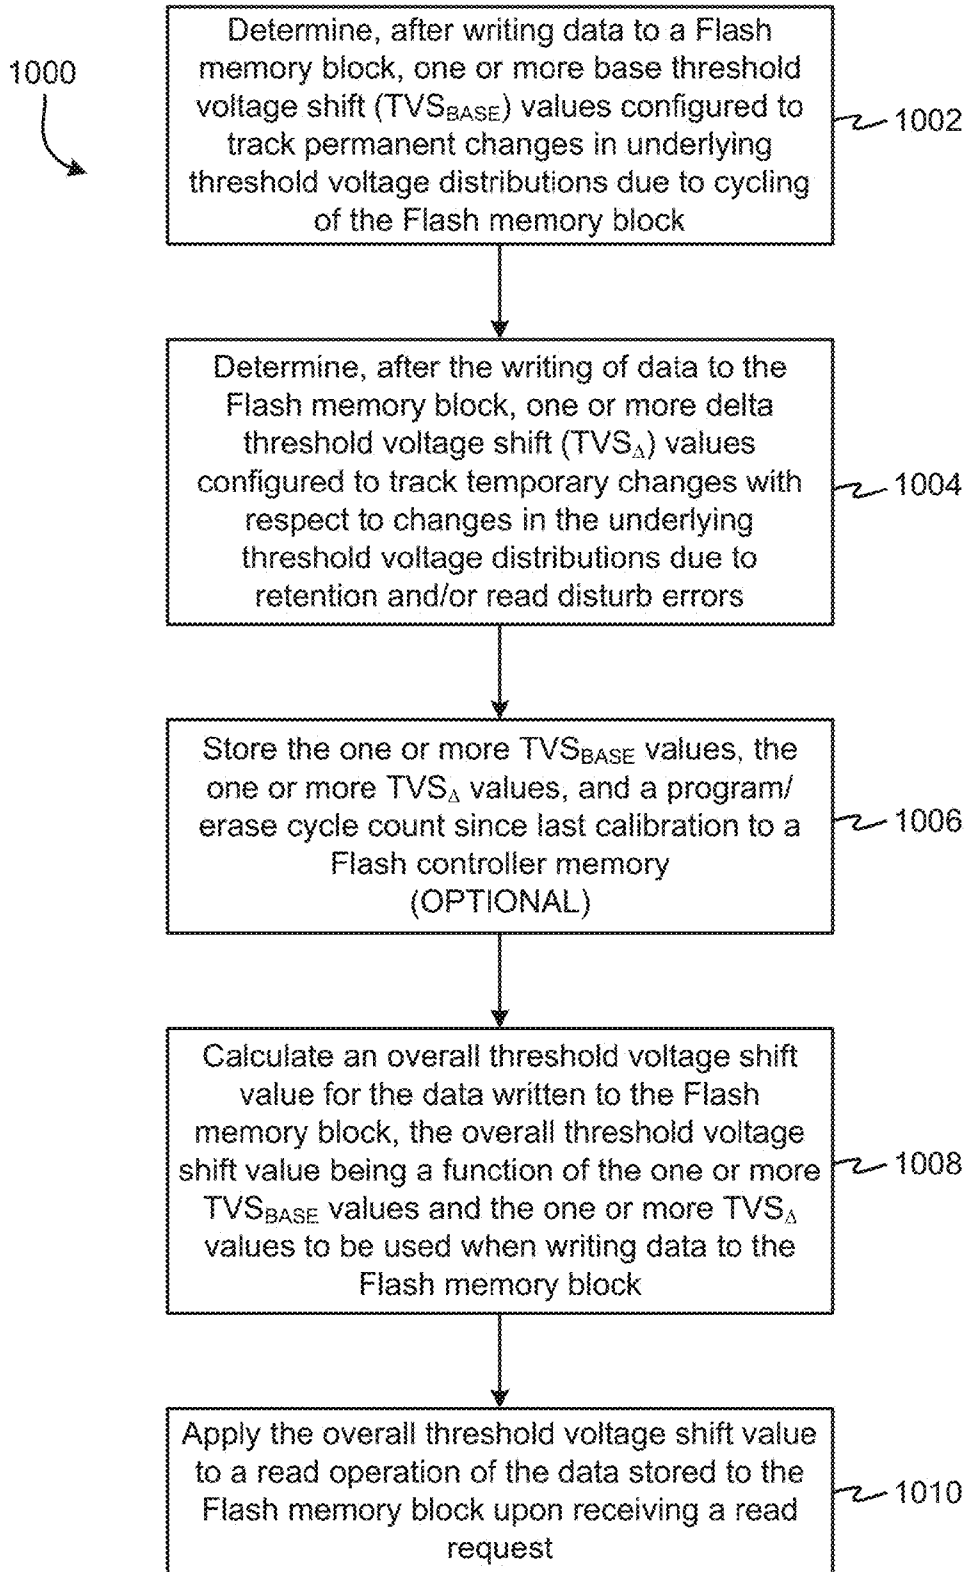 1000
Determine, after writing data to a Flash
memory block, one or more base threshold
voltage shift (TVSBASE) values configured to
track permanent changes in underlying
threshold voltage distributions due to cycling
of the Flash memory block
1002
Determine, after the writing of data to the
Flash memory block, one or more delta
threshold voltage shift (TVSΔ) values
configured to track temporary changes with
respect to changes in the underlying
threshold voltage distributions due to
retention and/or read disturb errors
1004
Store the one or more TVSBASE values, the
one or more TVSΔ values, and a program/
erase cycle count since last calibration to a
Flash controller memory
(OPTIONAL)
1006
Calculate an overall threshold voltage shift
value for the data written to the Flash
memory block, the overall threshold voltage
shift value being a function of the one or more
TVSBASE values and the one or more TVSΔ
values to be used when writing data to the
Flash memory block
1008
Apply the overall threshold voltage shift value
to a read operation of the data stored to the
Flash memory block upon receiving a read
request
1010